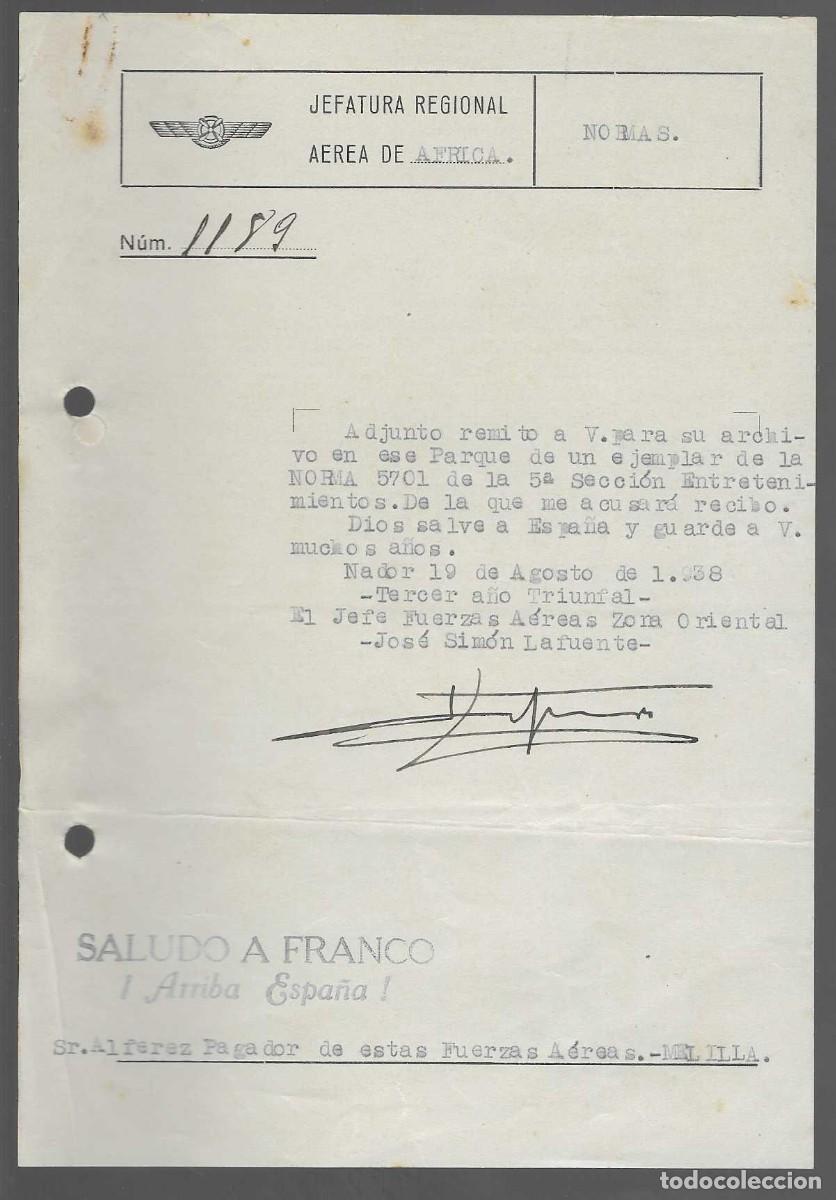 JEFATURA REGIONAL
AEREA DE AFRICA.
NORMAS.
Núm. 1189
Adjunto remito a V.para su archi-
vo en ese Parque de un ejemplar de la
NORMA 5701 de la 5ª Sección Entreteni-
mientos.De la que me acusará recibo.
Dios salve a España y guarde a V.
muchos años.
Nador 19 de Agosto de 1.938
-Tercer año Triunfal-
El Jefe Fuerzas Aéreas Zona Oriental
-José Simón Lafuente-
SALUDO A FRANCO
¡ Arriba España !
Sr.Alferez Pagador de estas Fuerzas Aéreas.-MELILLA.
todocoleccion